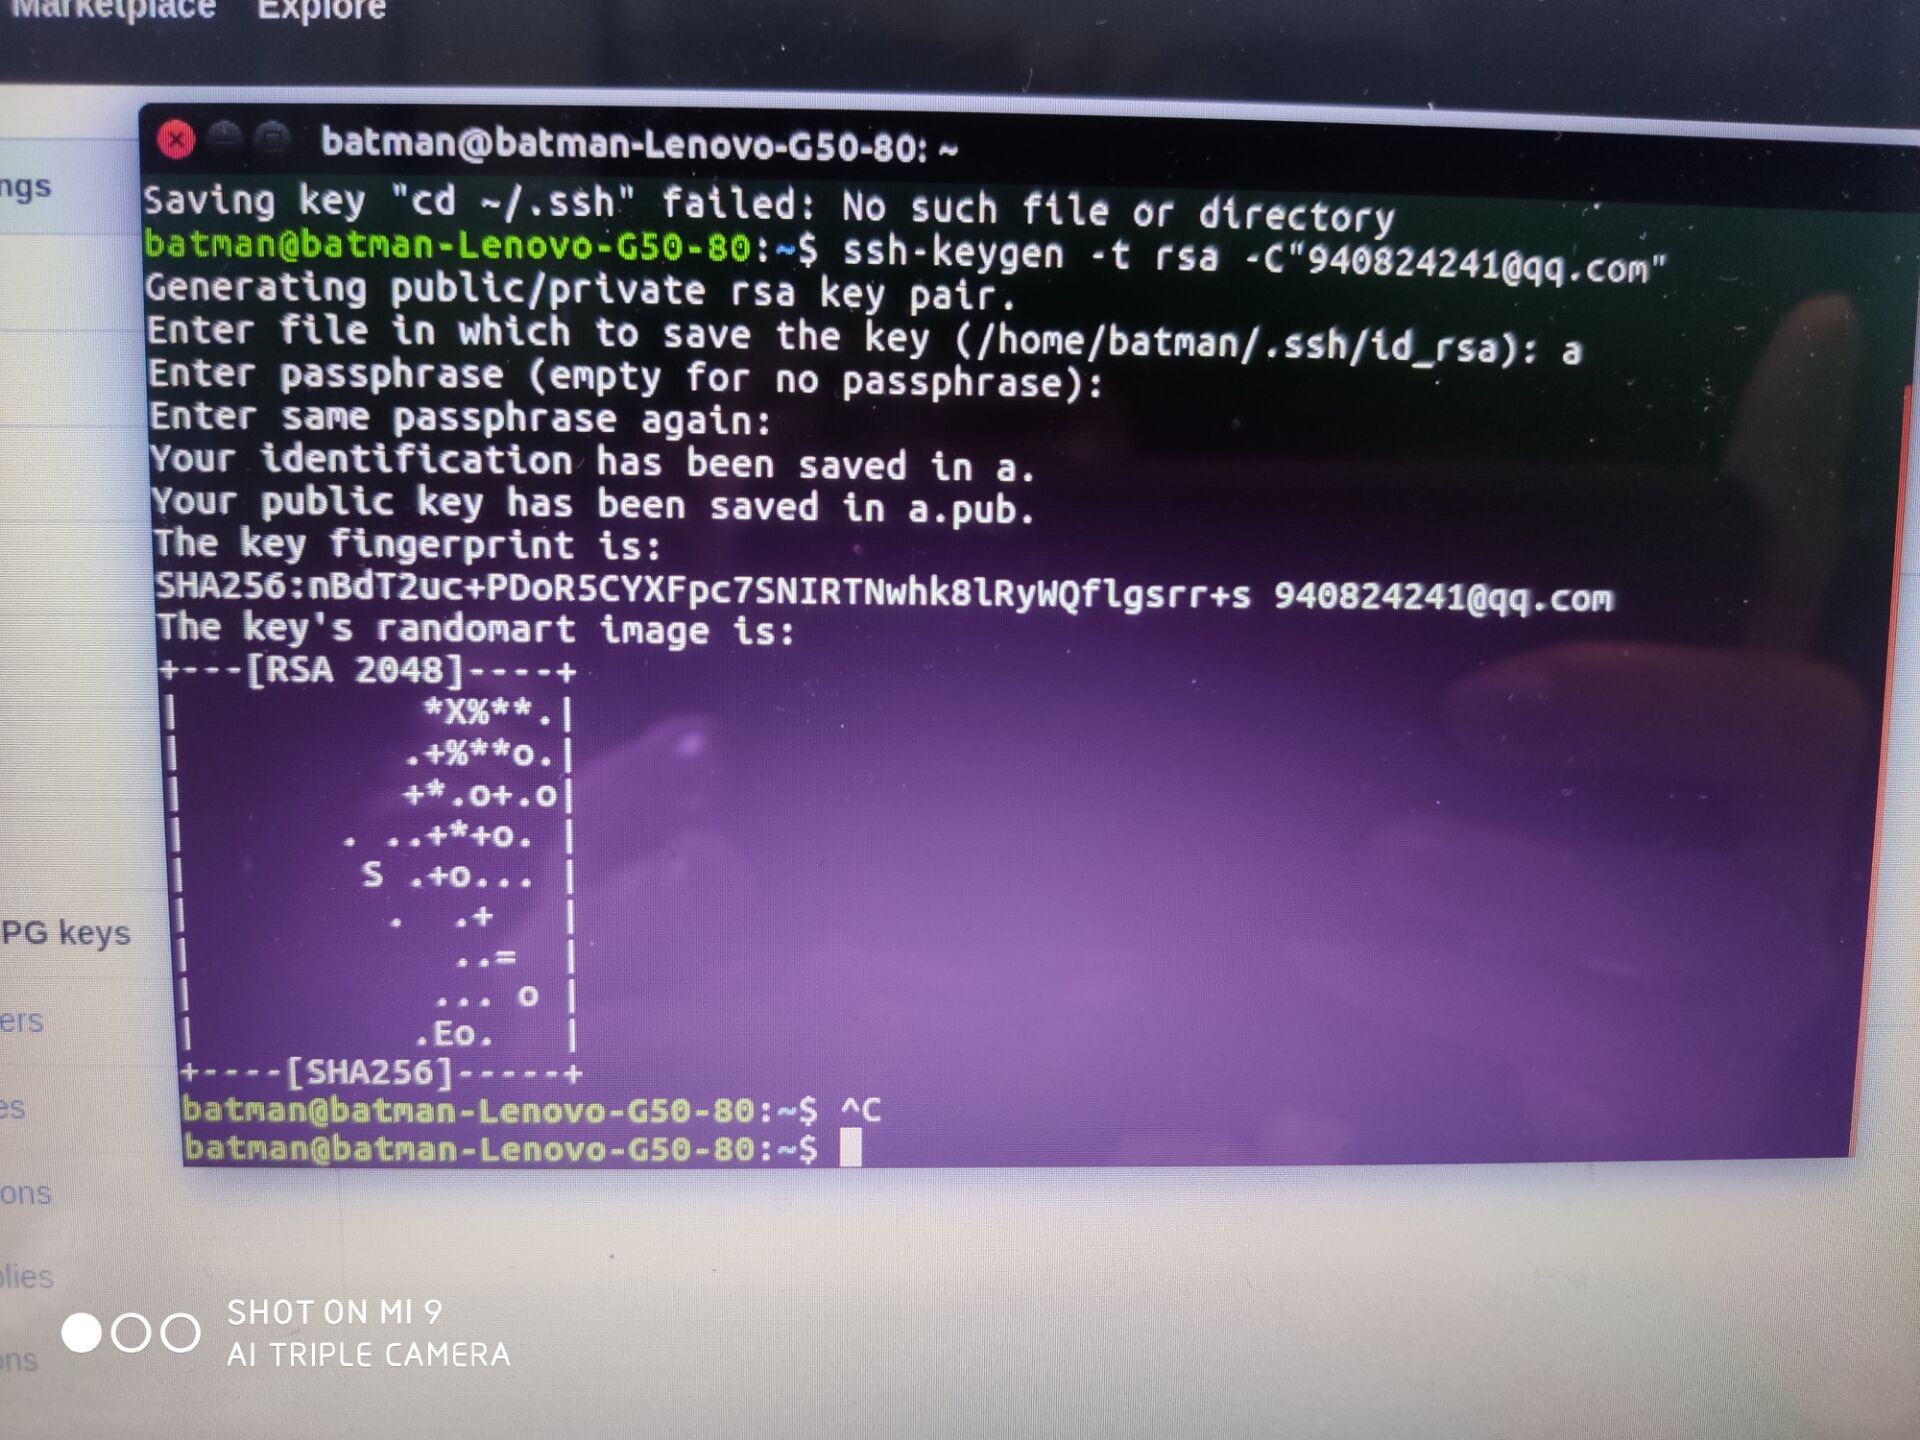 Marketplace Explore
ngs
PG keys
ers
es
ons
plies
ons
batman@batman-Lenovo-G50-80: ~
Saving key "cd ~/.ssh" failed: No such file or directory
batman@batman-Lenovo-G50-80:~$ ssh-keygen -t rsa -C"940824241@qq.com"
Generating public/private rsa key pair.
Enter file in which to save the key (/home/batman/.ssh/id_rsa): a
Enter passphrase (empty for no passphrase):
Enter same passphrase again:
Your identification has been saved in a.
Your public key has been saved in a.pub.
The key fingerprint is:
SHA256:nBdT2uc+PDoR5CYXFpc7SNIRTNwhk8lRyWQflgsrr+s 940824241@qq.com
The key's randomart image is:
+---[RSA 2048]----+
|           *X%**.|
|          .+%**o.|
|          +*.o+.o|
|       . ..+*+o. |
|        S .+o... |
|         .  .+   |
|            ..=  |
|           ... o |
|          .Eo.   |
+----[SHA256]-----+
batman@batman-Lenovo-G50-80:~$ ^C
batman@batman-Lenovo-G50-80:~$
SHOT ON MI 9
AI TRIPLE CAMERA